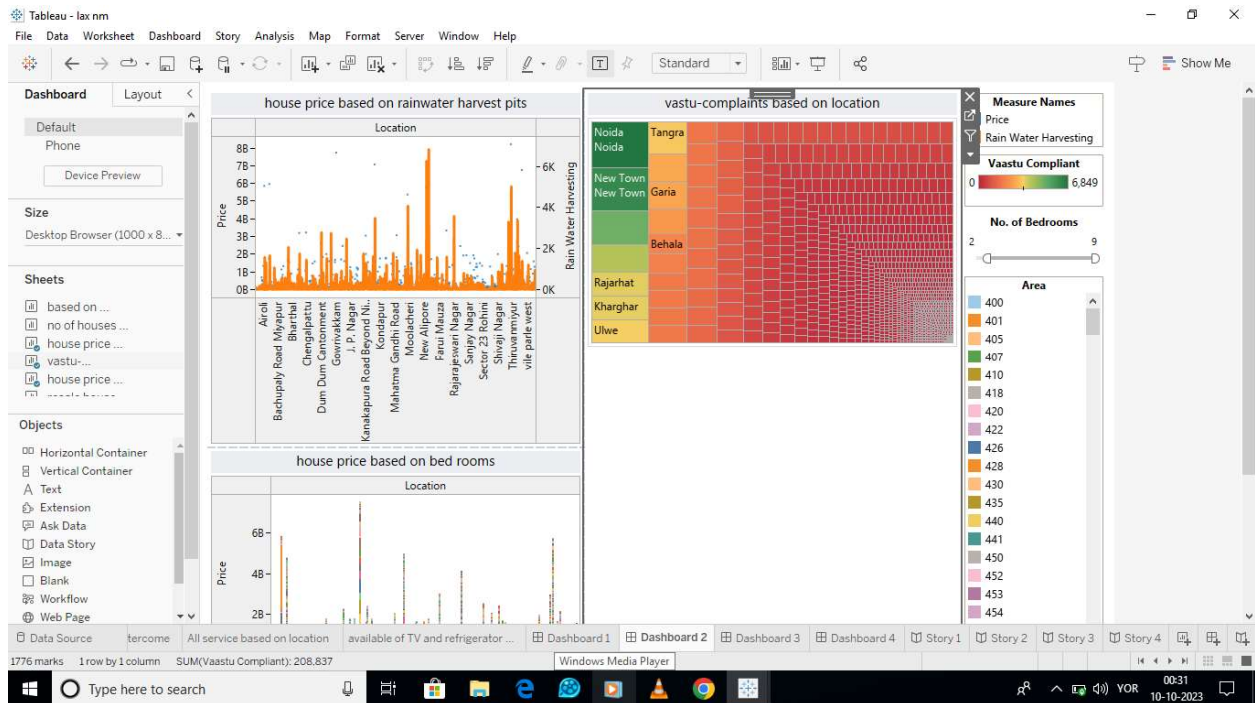 Tableau - lax nm
File Data Worksheet Dashboard Story Analysis Map Format Server Window Help
Standard
Show Me
Dashboard Layout
Default
Phone
Device Preview
Size
Desktop Browser (1000 x 8...
Sheets
based on ...
no of houses ...
house price ...
vastu-...
house price ...
Objects
Horizontal Container
Vertical Container
Text
Extension
Ask Data
Data Story
Image
Blank
Workflow
Web Page
house price based on rainwater harvest pits
Location
8B
7B
6B
5B
4B
3B
2B
1B
0B
Price
6K
4K
2K
0K
Rain Water Harvesting
Airoli
Bachupaly Road Myapur
Bharthal
Chengalpattu
Dum Dum Cantonment
Gowrivakkam
J. P. Nagar
Kanakapura Road Beyond Ni..
Kondapur
Mahatma Gandhi Road
Moolacheri
New Alipore
Farui Mauza
Rajarajeswari Nagar
Sanjay Nagar
Sector 23 Rohini
Shivaji Nagar
Thiruvanmiyur
vile parle west
house price based on bed rooms
Location
6B
4B
2B
Price
vastu-complaints based on location
Noida
Noida
New Town
New Town
Rajarhat
Kharghar
Ulwe
Tangra
Garia
Behala
Measure Names
Price
Rain Water Harvesting
Vaastu Compliant
0 6,849
No. of Bedrooms
2 9
Area
400
401
405
407
410
418
420
422
426
428
430
435
440
441
450
452
453
454
Data Source tercome All service based on location available of TV and refrigerator ... Dashboard 1 Dashboard 2 Dashboard 3 Dashboard 4 Story 1 Story 2 Story 3 Story 4
1776 marks 1 row by 1 column SUM(Vaastu Compliant): 208,837
Windows Media Player
Type here to search
YOR
00:31
10-10-2023